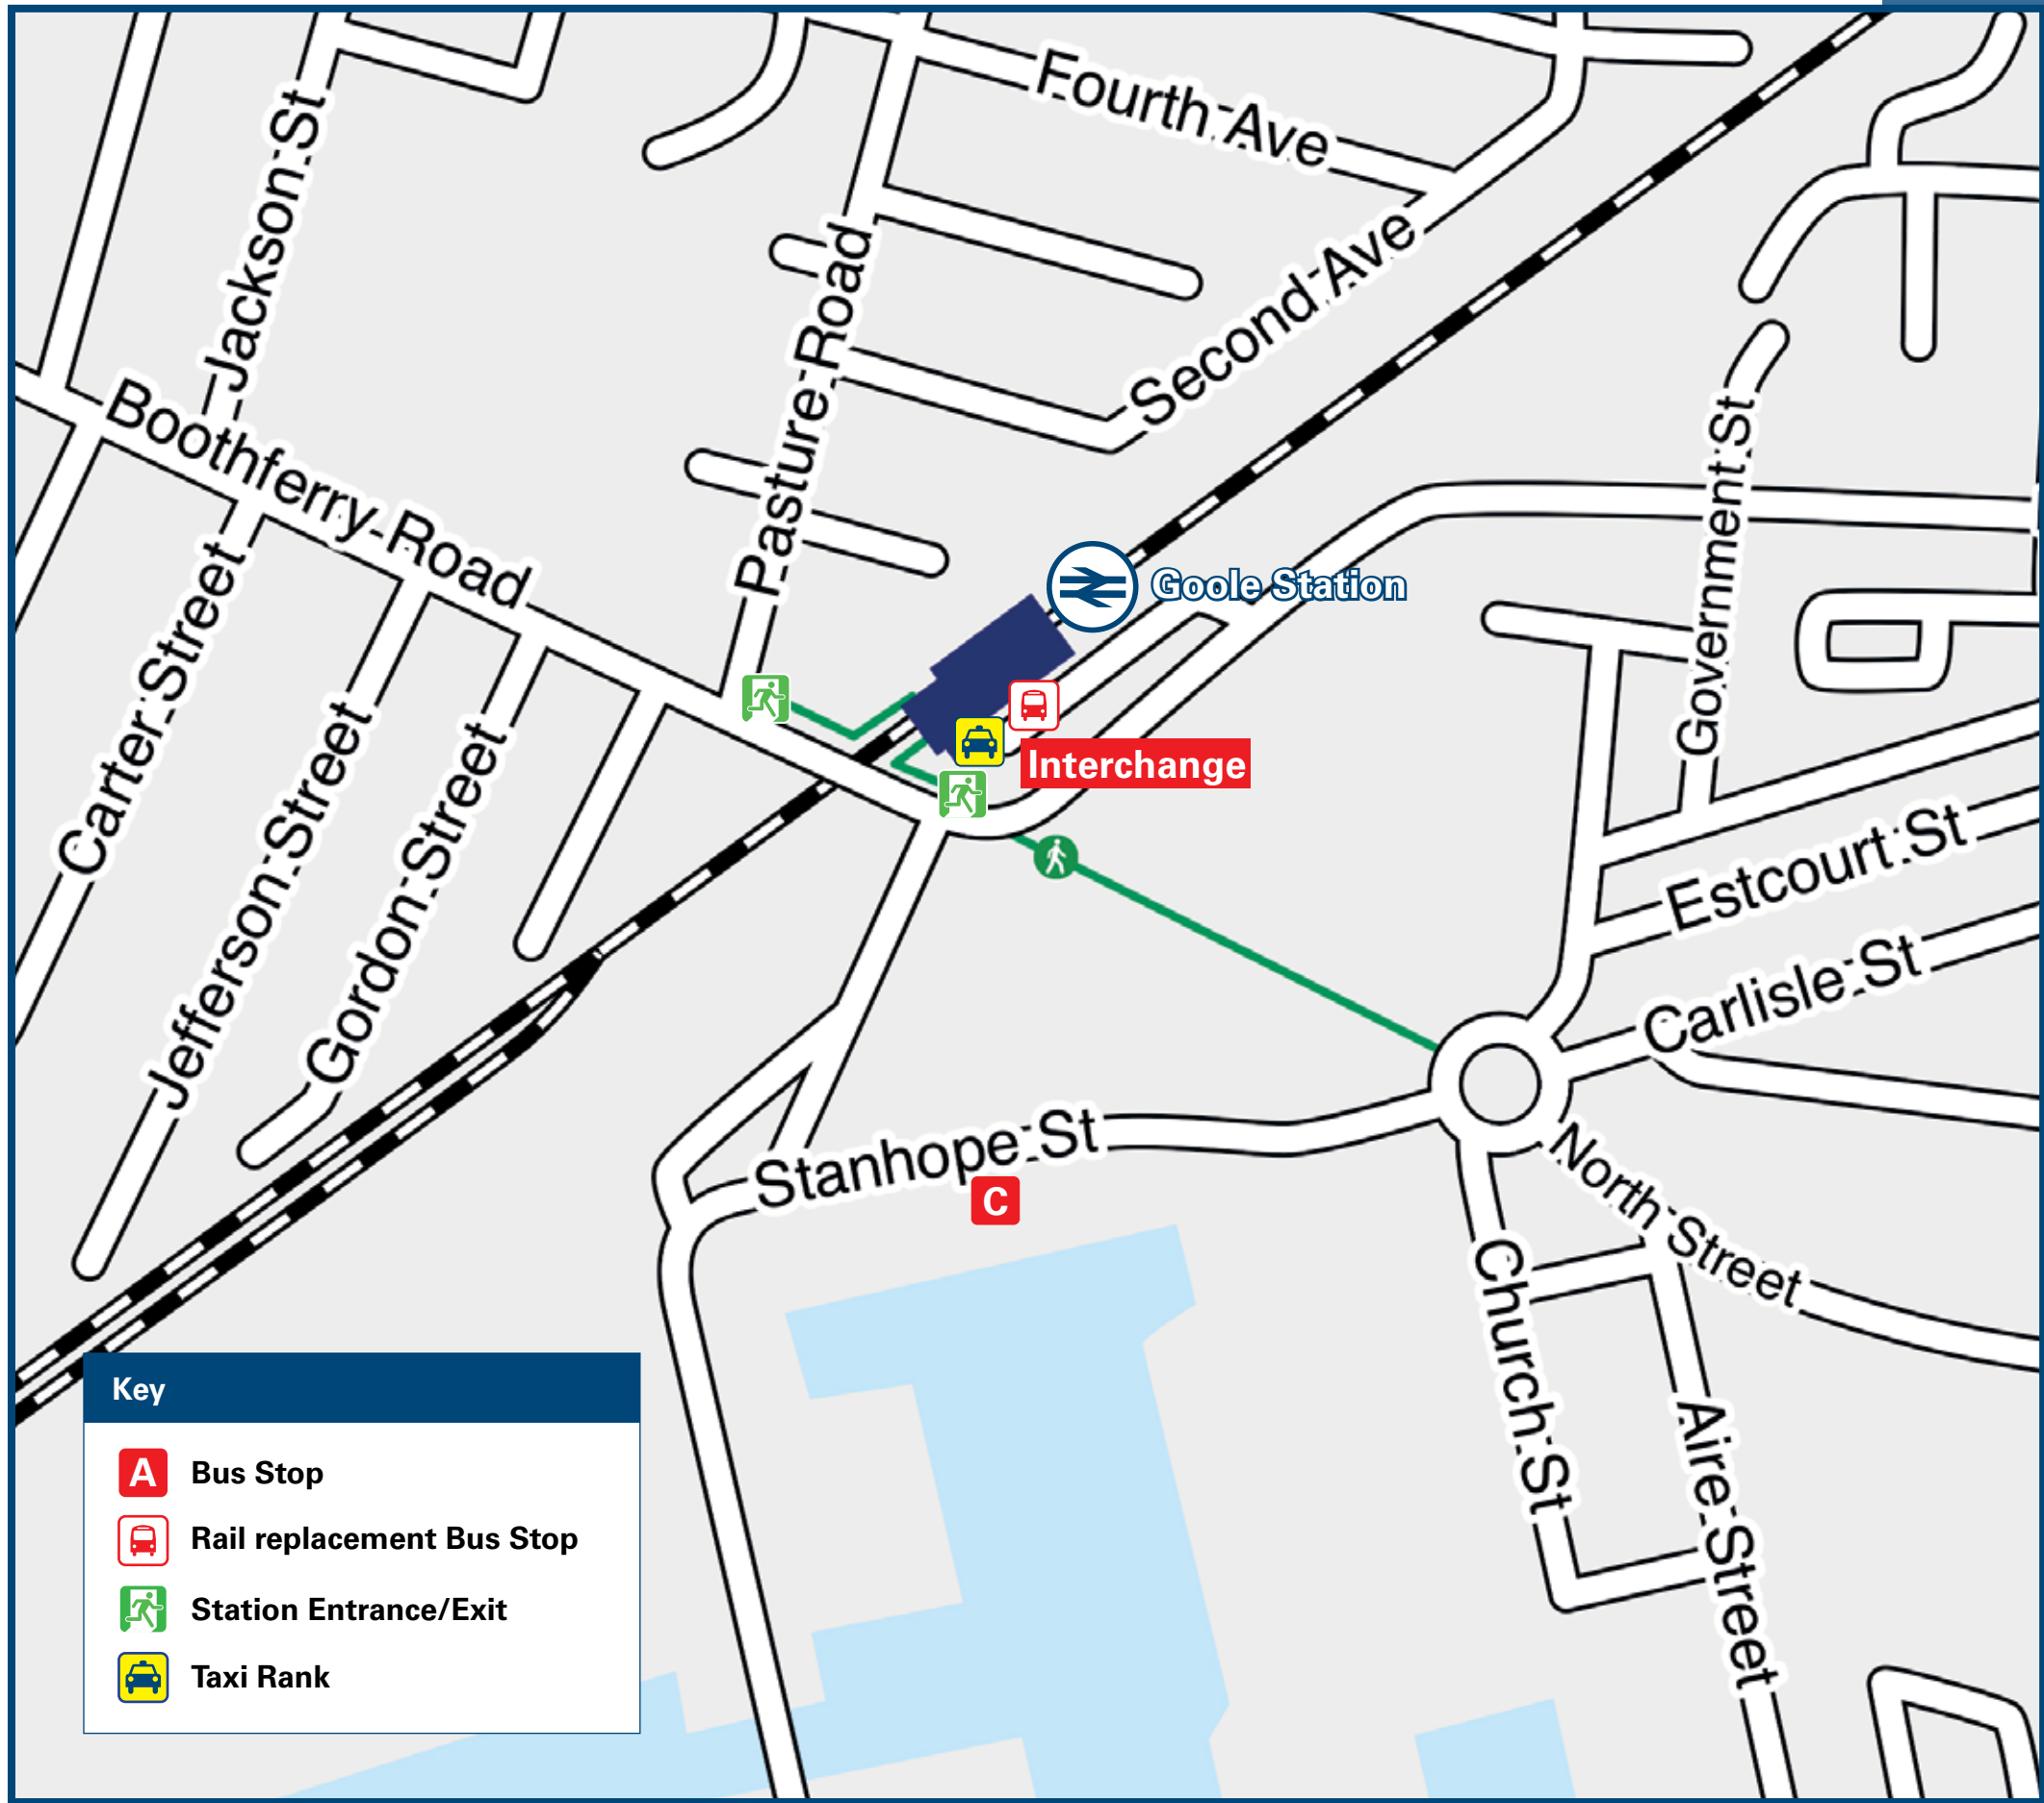 Fourth Ave
Jackson St
Second Ave
Pasture Road
Boothferry Road
Government St
Goole Station
Carter Street
Jefferson Street
Gordon Street
Interchange
Estcourt St
Carlisle St
Stanhope St
C
North Street
Church St
Aire Street
Key
A Bus Stop
Rail replacement Bus Stop
Station Entrance/Exit
Taxi Rank